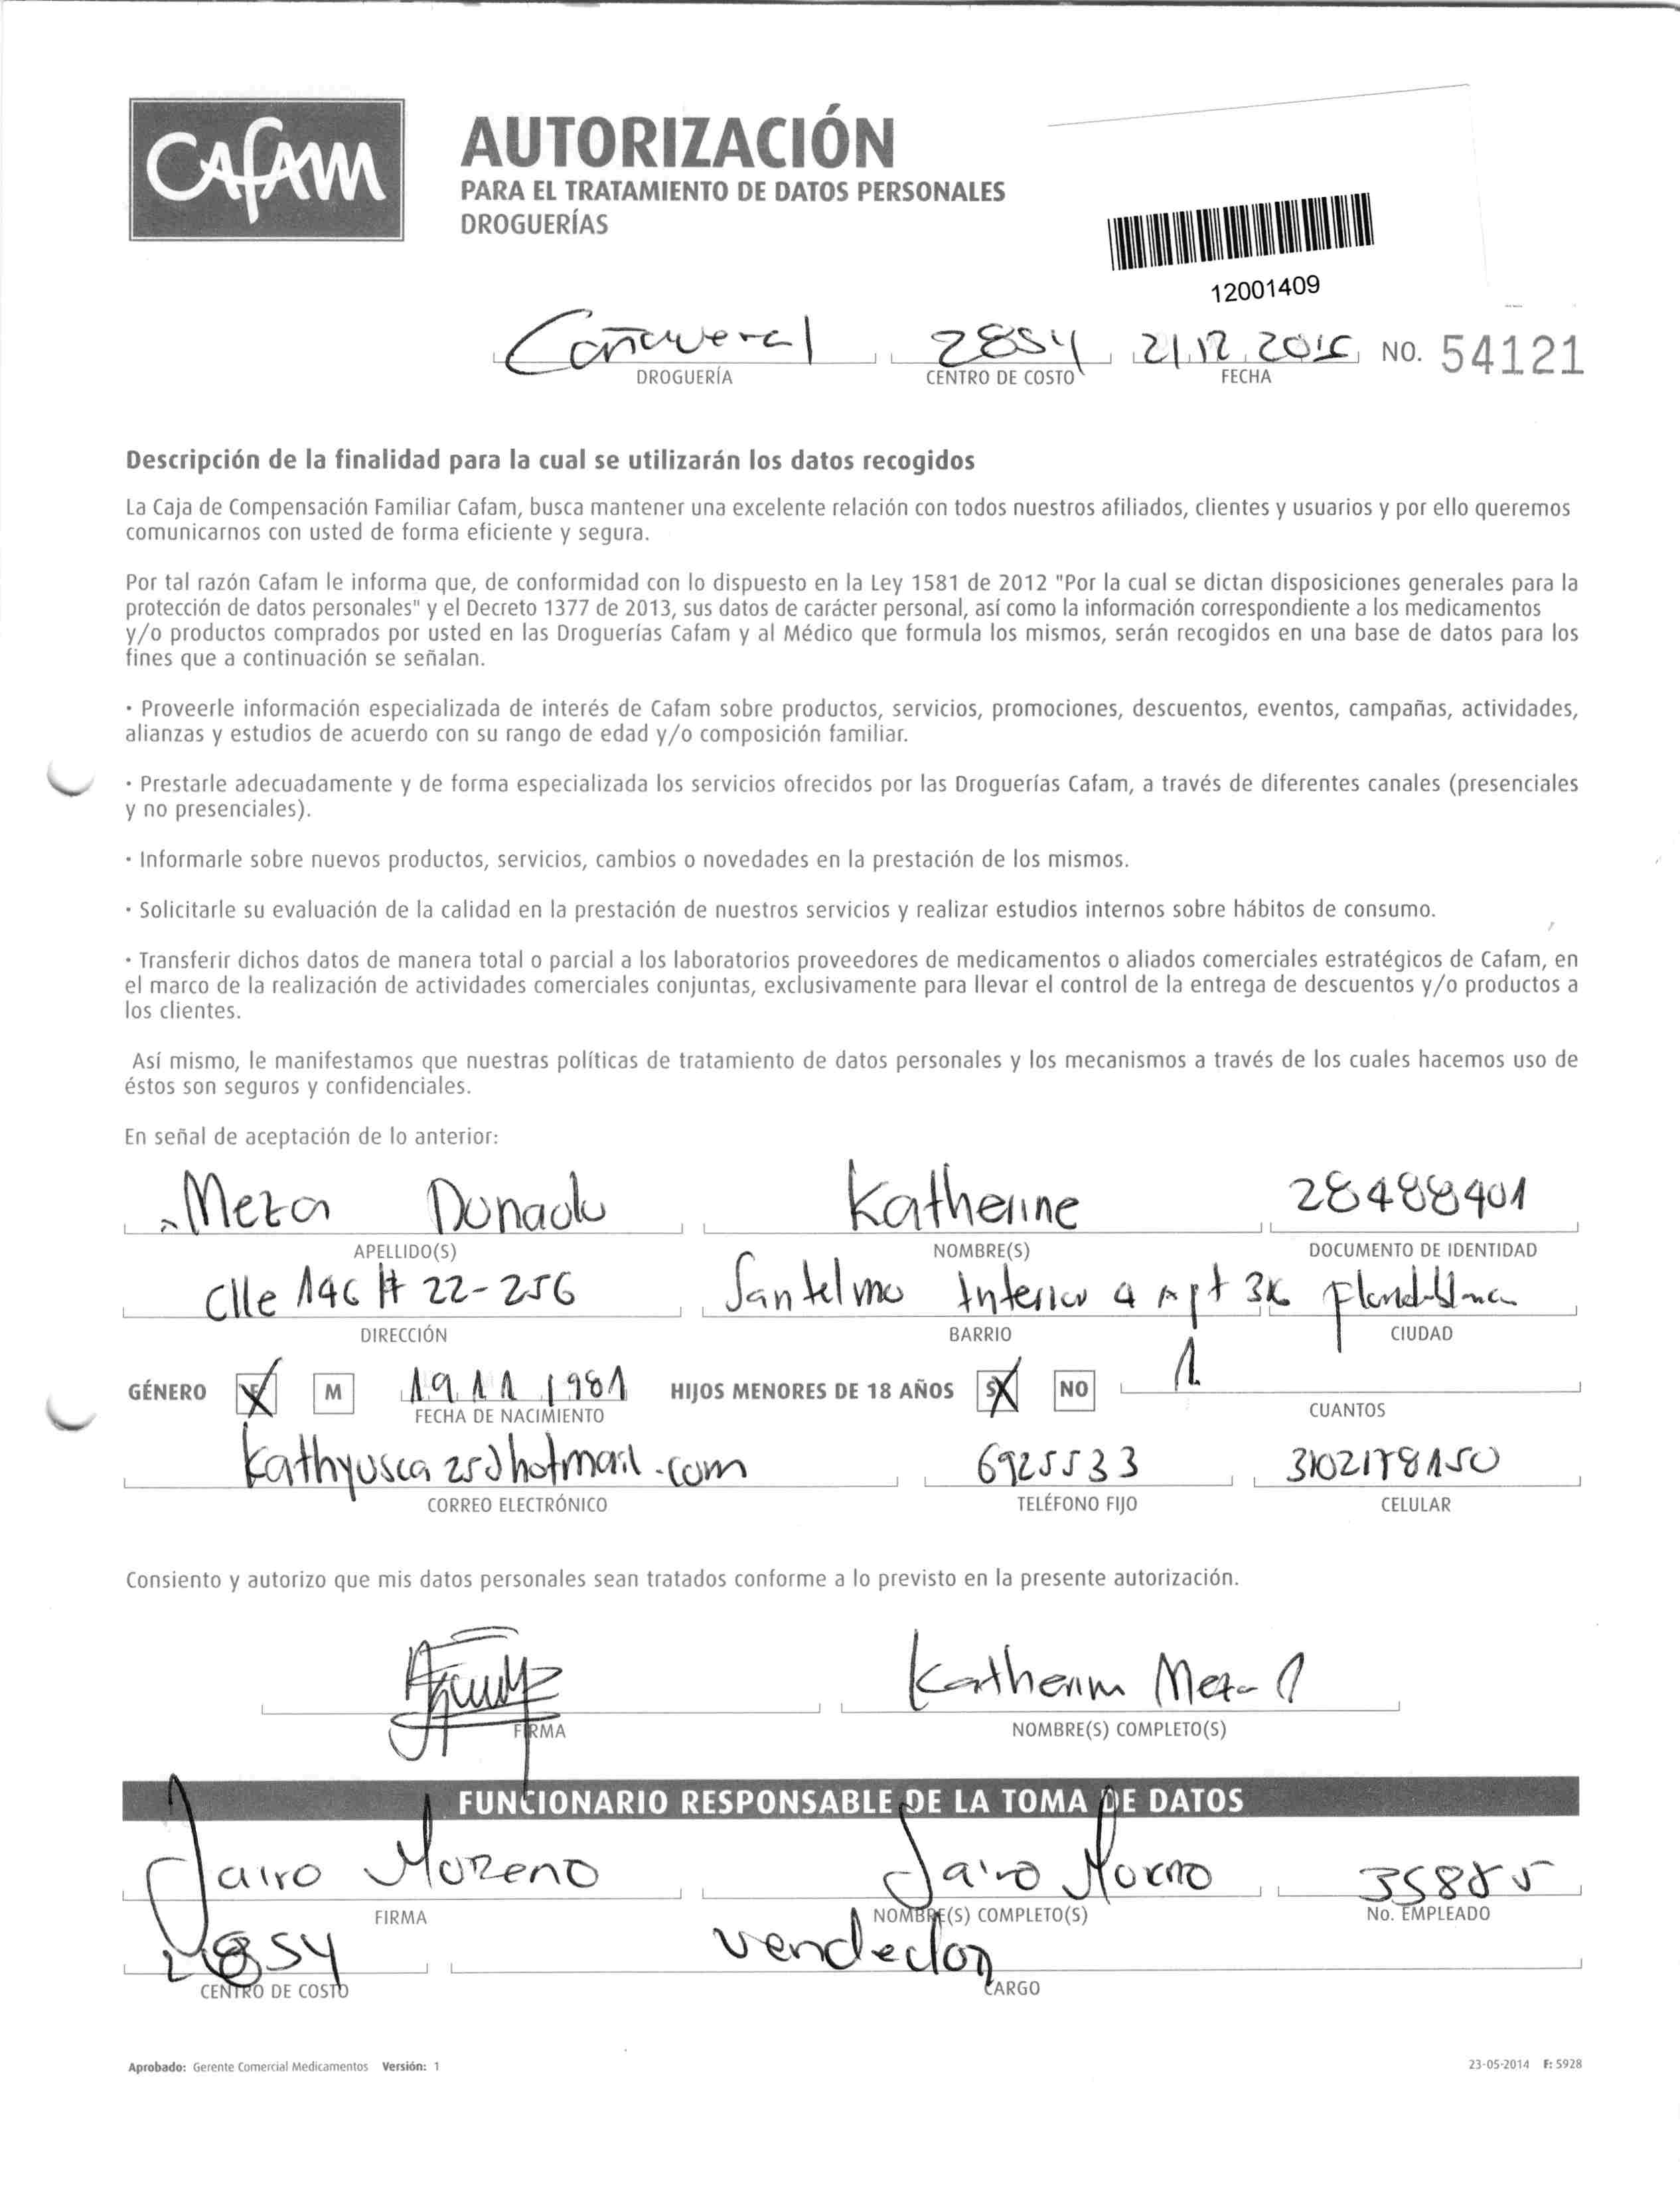 CAFAM
AUTORIZACIÓN
PARA EL TRATAMIENTO DE DATOS PERSONALES
DROGUERÍAS
12001409
Cañaveral 2854 21 12 NO. 54121
DROGUERÍA CENTRO DE COSTO FECHA
Descripción de la finalidad para la cual se utilizarán los datos recogidos
La Caja de Compensación Familiar Cafam, busca mantener una excelente relación con todos nuestros afiliados, clientes y usuarios y por ello queremos
comunicarnos con usted de forma eficiente y segura.
Por tal razón Cafam le informa que, de conformidad con lo dispuesto en la Ley 1581 de 2012 "Por la cual se dictan disposiciones generales para la
protección de datos personales" y el Decreto 1377 de 2013, sus datos de carácter personal, así como la información correspondiente a los medicamentos
y/o productos comprados por usted en las Droguerías Cafam y al Médico que formula los mismos, serán recogidos en una base de datos para los
fines que a continuación se señalan.
· Proveerle información especializada de interés de Cafam sobre productos, servicios, promociones, descuentos, eventos, campañas, actividades,
alianzas y estudios de acuerdo con su rango de edad y/o composición familiar.
· Prestarle adecuadamente y de forma especializada los servicios ofrecidos por las Droguerías Cafam, a través de diferentes canales (presenciales
y no presenciales).
· Informarle sobre nuevos productos, servicios, cambios o novedades en la prestación de los mismos.
· Solicitarle su evaluación de la calidad en la prestación de nuestros servicios y realizar estudios internos sobre hábitos de consumo.
· Transferir dichos datos de manera total o parcial a los laboratorios proveedores de medicamentos o aliados comerciales estratégicos de Cafam, en
el marco de la realización de actividades comerciales conjuntas, exclusivamente para llevar el control de la entrega de descuentos y/o productos a
los clientes.
Así mismo, le manifestamos que nuestras políticas de tratamiento de datos personales y los mecanismos a través de los cuales hacemos uso de
éstos son seguros y confidenciales.
En señal de aceptación de lo anterior:
Meza Donado Katherine 28488401
APELLIDO(S) NOMBRE(S) DOCUMENTO DE IDENTIDAD
Clle 146 # 22-256 Santelmo Interior 4 apt
DIRECCIÓN BARRIO CIUDAD
GÉNERO F M 19 11 1981 HIJOS MENORES DE 18 AÑOS SI NO 1
FECHA DE NACIMIENTO CUANTOS
6925533 3102178150
CORREO ELECTRÓNICO TELÉFONO FIJO CELULAR
Consiento y autorizo que mis datos personales sean tratados conforme a lo previsto en la presente autorización.
Meza
FIRMA NOMBRE(S) COMPLETO(S)
FUNCIONARIO RESPONSABLE DE LA TOMA DE DATOS
Jairo Moreno Jairo Moreno 35885
FIRMA NOMBRE(S) COMPLETO(S) No. EMPLEADO
2854 vendedor
CENTRO DE COSTO CARGO
Aprobado: Gerente Comercial Medicamentos Versión: 1 23-05-2014 F: 5928